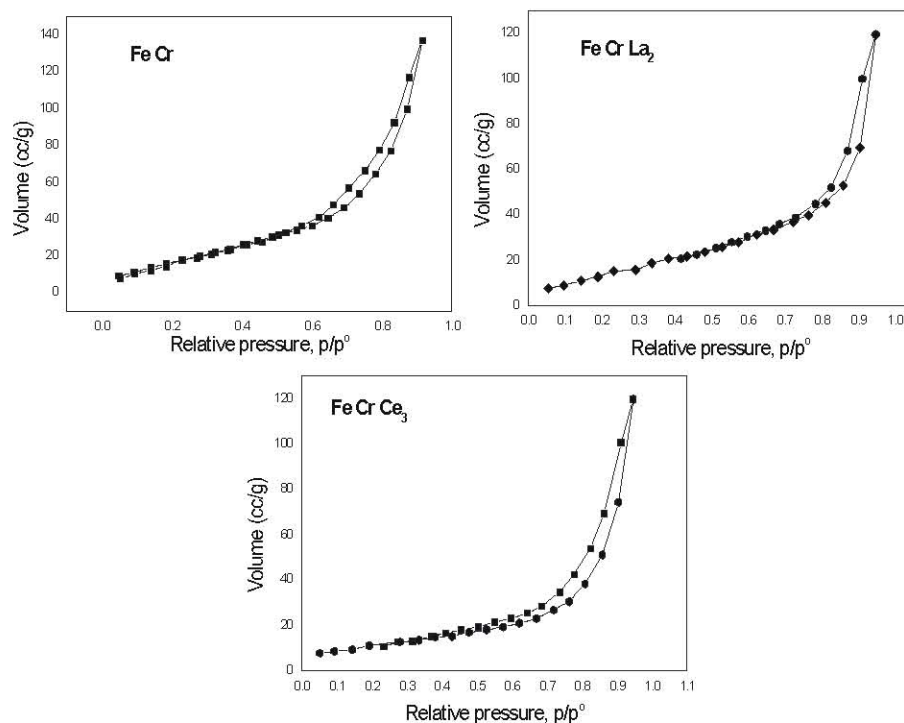 Fe Cr
Volume (cc/g)
140
120
100
80
60
40
20
0
0.0 0.2 0.4 0.6 0.8 1.0
Relative pressure, p/p⁰
Fe Cr La₂
Volume (cc/g)
120
100
80
60
40
20
0
0.0 0.1 0.2 0.3 0.4 0.5 0.6 0.7 0.8 0.9 1.0
Relative pressure, p/p⁰
Fe Cr Ce₃
Volume (cc/g)
120
100
80
60
40
20
0
0.0 0.1 0.2 0.3 0.4 0.5 0.6 0.7 0.8 0.9 1.0 1.1
Relative pressure, p/p⁰